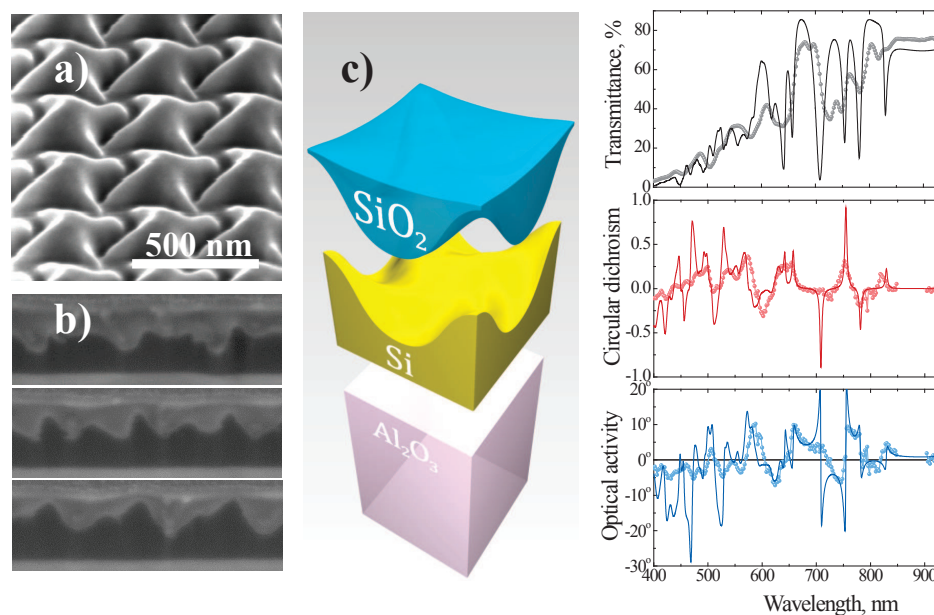 a)
500 nm
b)
c)
SiO2
Si
Al2O3
Transmittance, %
80
60
40
20
0
Circular dichroism
1.0
0.5
0.0
-0.5
-1.0
Optical activity
20°
10°
0°
-10°
-20°
-30°
400 500 600 700 800 900
Wavelength, nm